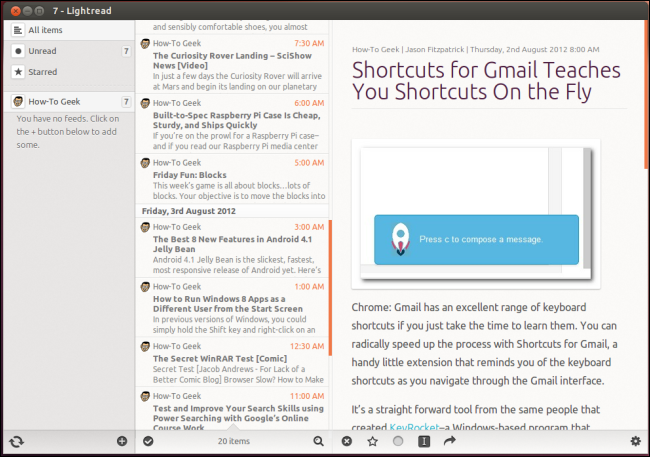 7 - Lightread
All items
Unread 7
Starred
How-To Geek 7
You have no feeds. Click
on the + button below to add
some.
and sensibly comfortable shoes, you almost
How-To Geek 7:30 AM
The Curiosity Rover Landing – SciShow
News [Video]
In just a few days the Curiosity Rover will arrive
at Mars and begin its landing on our planetary
How-To Geek 6:00 AM
Built-to-Spec Raspberry Pi Case Is Cheap,
Sturdy, and Ships Quickly
If you're on the prowl for a Raspberry Pi case–
and if you read our Raspberry Pi media center
How-To Geek 5:00 AM
Friday Fun: Blocks
This week's game is all about blocks…lots of
blocks. Your objective is to move the blocks into
Friday, 3rd August 2012
How-To Geek 3:00 AM
The Best 8 New Features in Android 4.1
Jelly Bean
Android 4.1 Jelly Bean is the slickest, fastest,
most responsive release of Android yet. Here's
How-To Geek 1:00 AM
How to Run Windows 8 Apps as a
Different User from the Start Screen
In previous versions of Windows, you could
simply hold the Shift key and right-click on an
How-To Geek 12:30 AM
The Secret WinRAR Test [Comic]
Secret Test [Jacob Andrews - For Lack of a
Better Comic Blog] Browser Slow? How to Make
How-To Geek 11:00 AM
Test and Improve Your Search Skills using
Power Searching with Google's Online
Course Work
20 items
How-To Geek | Jason Fitzpatrick | Thursday, 2nd August 2012 8:00 AM
Shortcuts for Gmail Teaches
You Shortcuts On the Fly
Press c to compose a message.
Chrome: Gmail has an excellent range of keyboard
shortcuts if you just take the time to learn them. You can
radically speed up the process with Shortcuts for Gmail, a
handy little extension that reminds you of the keyboard
shortcuts as you navigate through the Gmail interface.
It's a straight forward tool from the same people that
created KeyRocket–a Windows-based program that